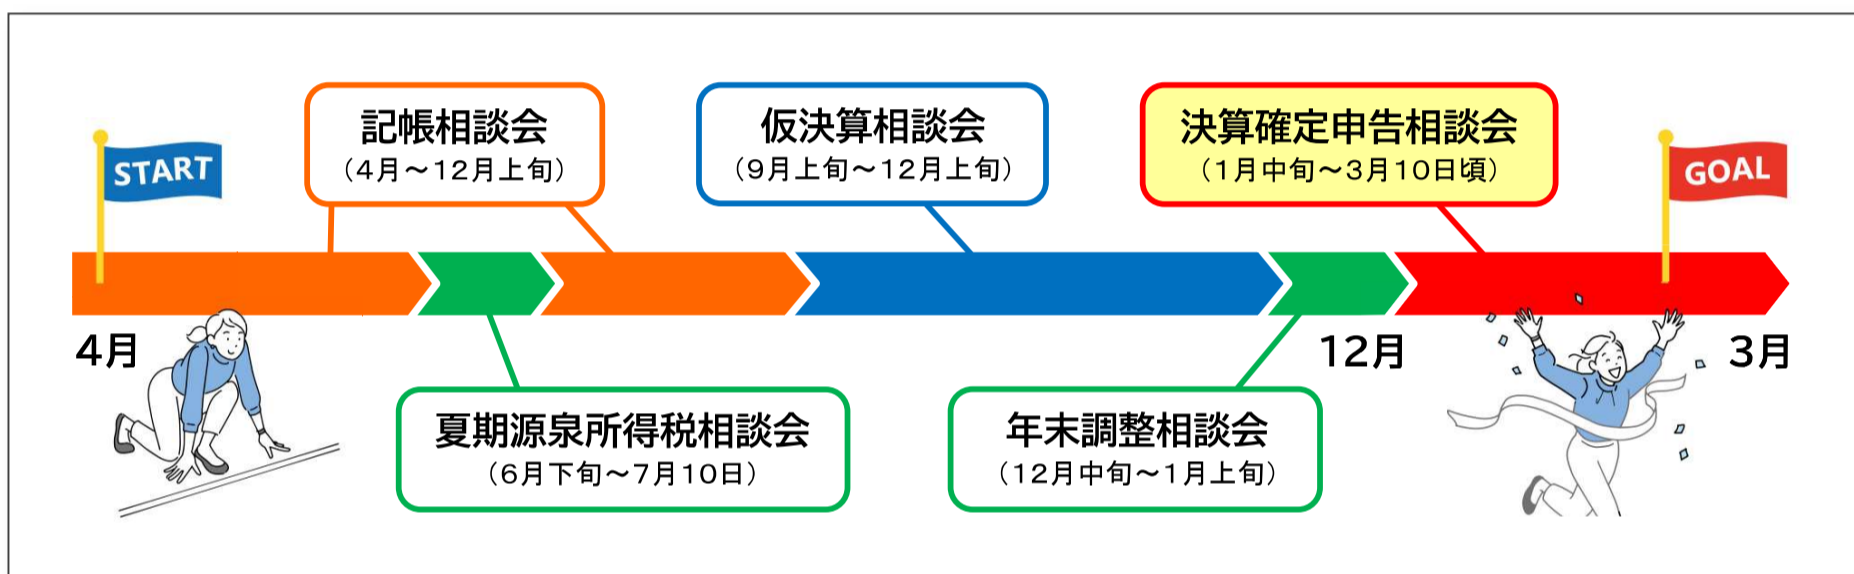 START
記帳相談会
（4月～12月上旬）
仮決算相談会
（9月上旬～12月上旬）
決算確定申告相談会
（1月中旬～3月10日頃）
GOAL
4月
12月
3月
夏期源泉所得税相談会
（6月下旬～7月10日）
年末調整相談会
（12月中旬～1月上旬）